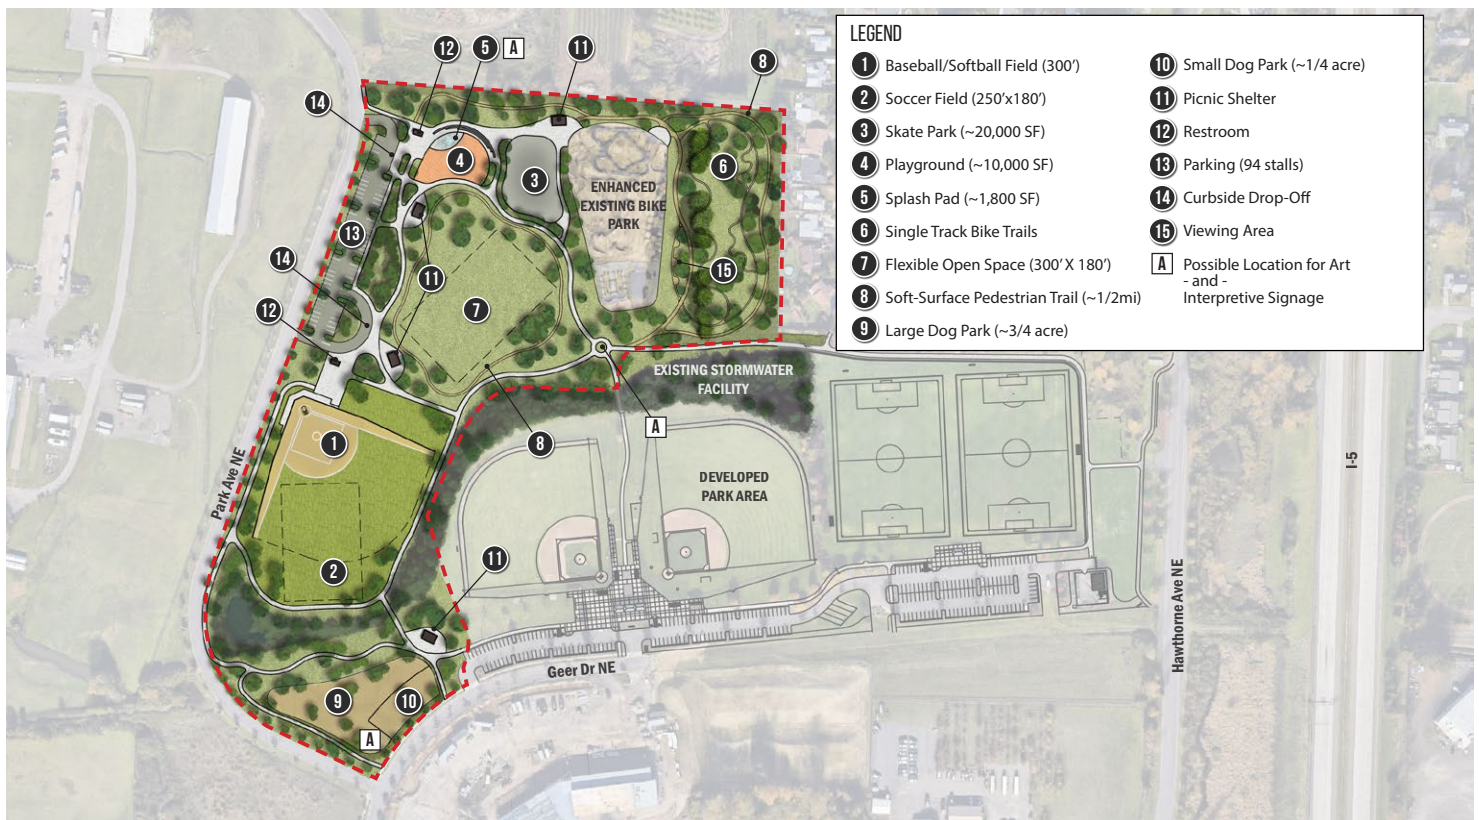 LEGEND
1 Baseball/Softball Field (300')
2 Soccer Field (250'x180')
3 Skate Park (~20,000 SF)
4 Playground (~10,000 SF)
5 Splash Pad (~1,800 SF)
6 Single Track Bike Trails
7 Flexible Open Space (300' X 180')
8 Soft-Surface Pedestrian Trail (~1/2mi)
9 Large Dog Park (~3/4 acre)
10 Small Dog Park (~1/4 acre)
11 Picnic Shelter
12 Restroom
13 Parking (94 stalls)
14 Curbside Drop-Off
15 Viewing Area
A Possible Location for Art
- and -
Interpretive Signage
12
5
A
11
8
14
4
3
6
ENHANCED
EXISTING BIKE
PARK
13
14
11
15
12
7
EXISTING STORMWATER
FACILITY
A
8
1
Park Ave NE
DEVELOPED
PARK AREA
I-5
2
11
Hawthorne Ave NE
Geer Dr NE
9
10
A